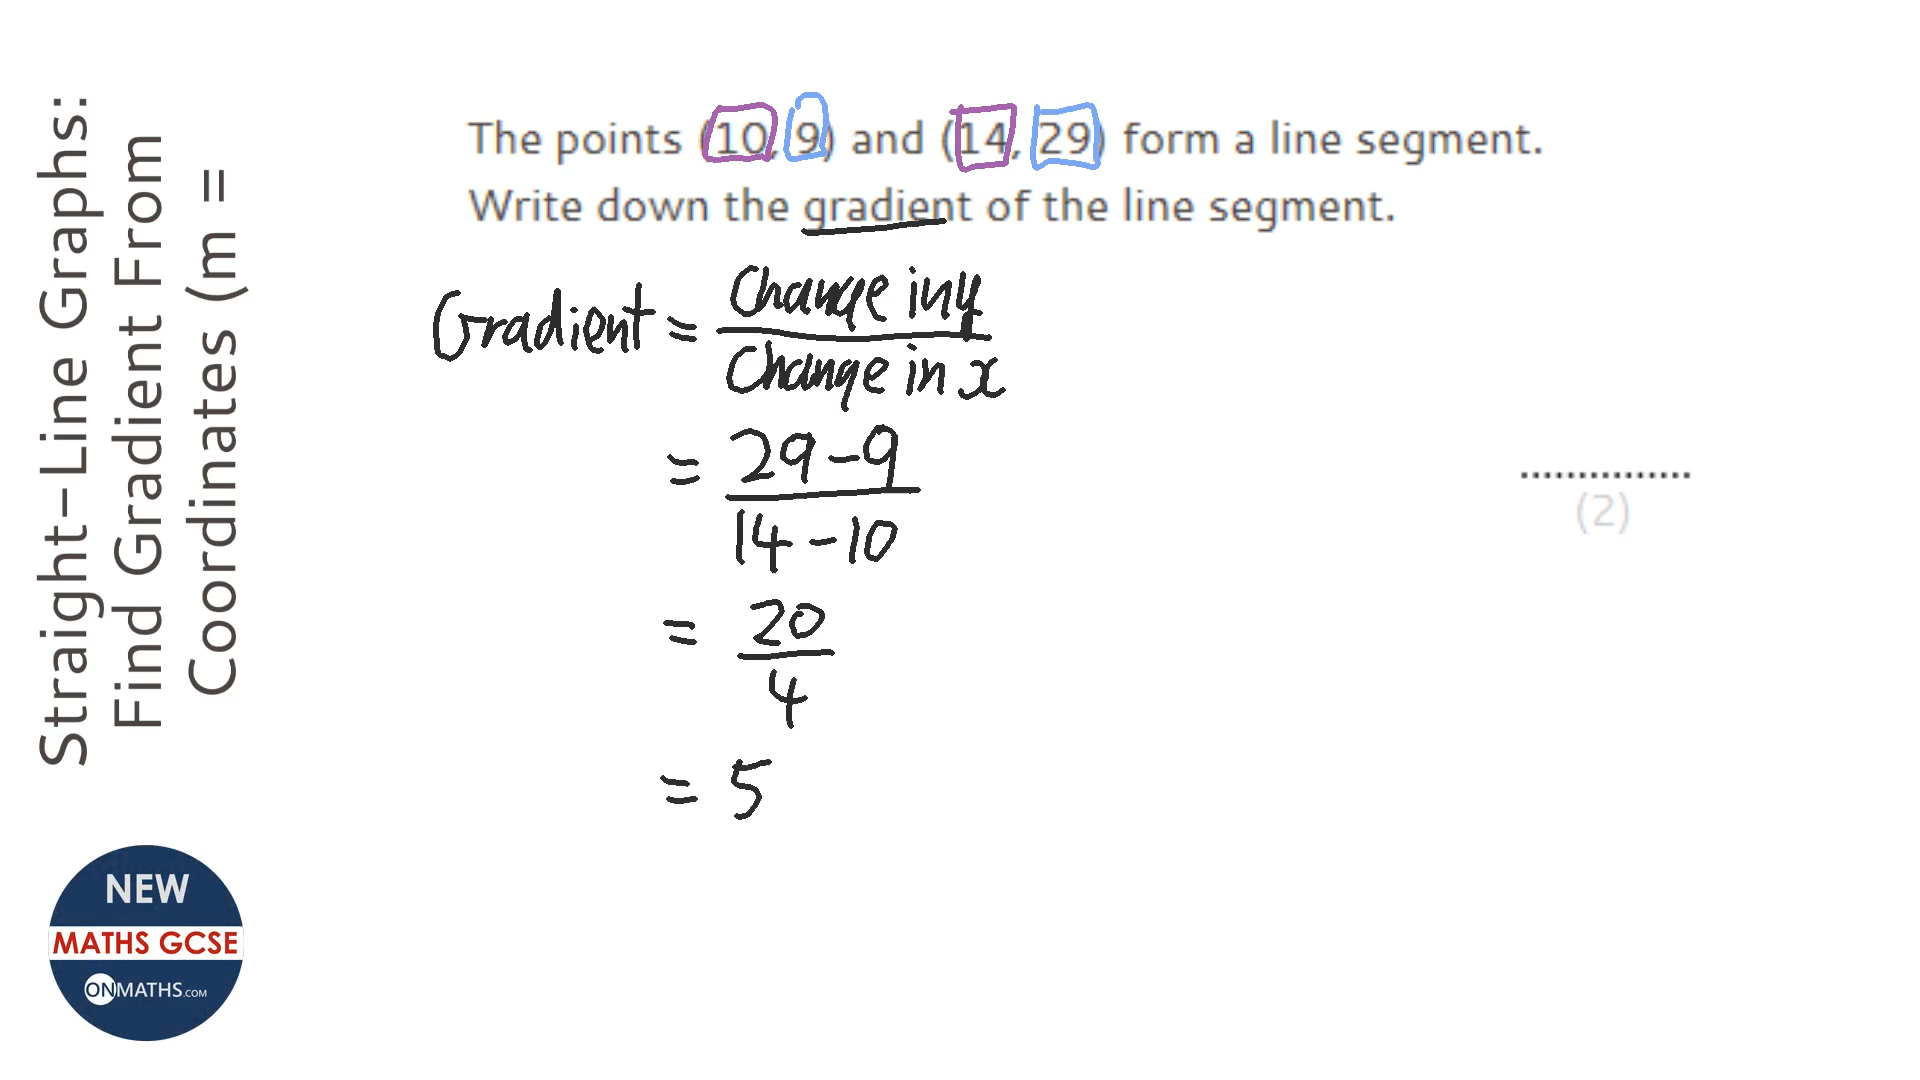 Straight-Line Graphs:
Find Gradient From
Coordinates (m =
The points (10, 9) and (14, 29) form a line segment.
Write down the gradient of the line segment.
Gradient = Change in y
Change in x
= 29 - 9
14 - 10
= 20
4
= 5
...............
(2)
NEW
MATHS GCSE
ONMATHS.COM